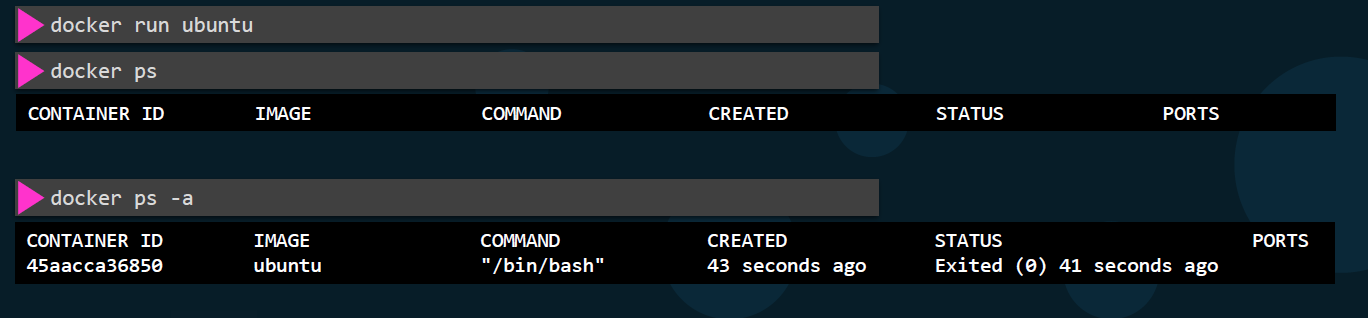 docker run ubuntu
docker ps
CONTAINER ID IMAGE COMMAND CREATED STATUS PORTS
docker ps -a
CONTAINER ID IMAGE COMMAND CREATED STATUS PORTS
45aacca36850 ubuntu "/bin/bash" 43 seconds ago Exited (0) 41 seconds ago